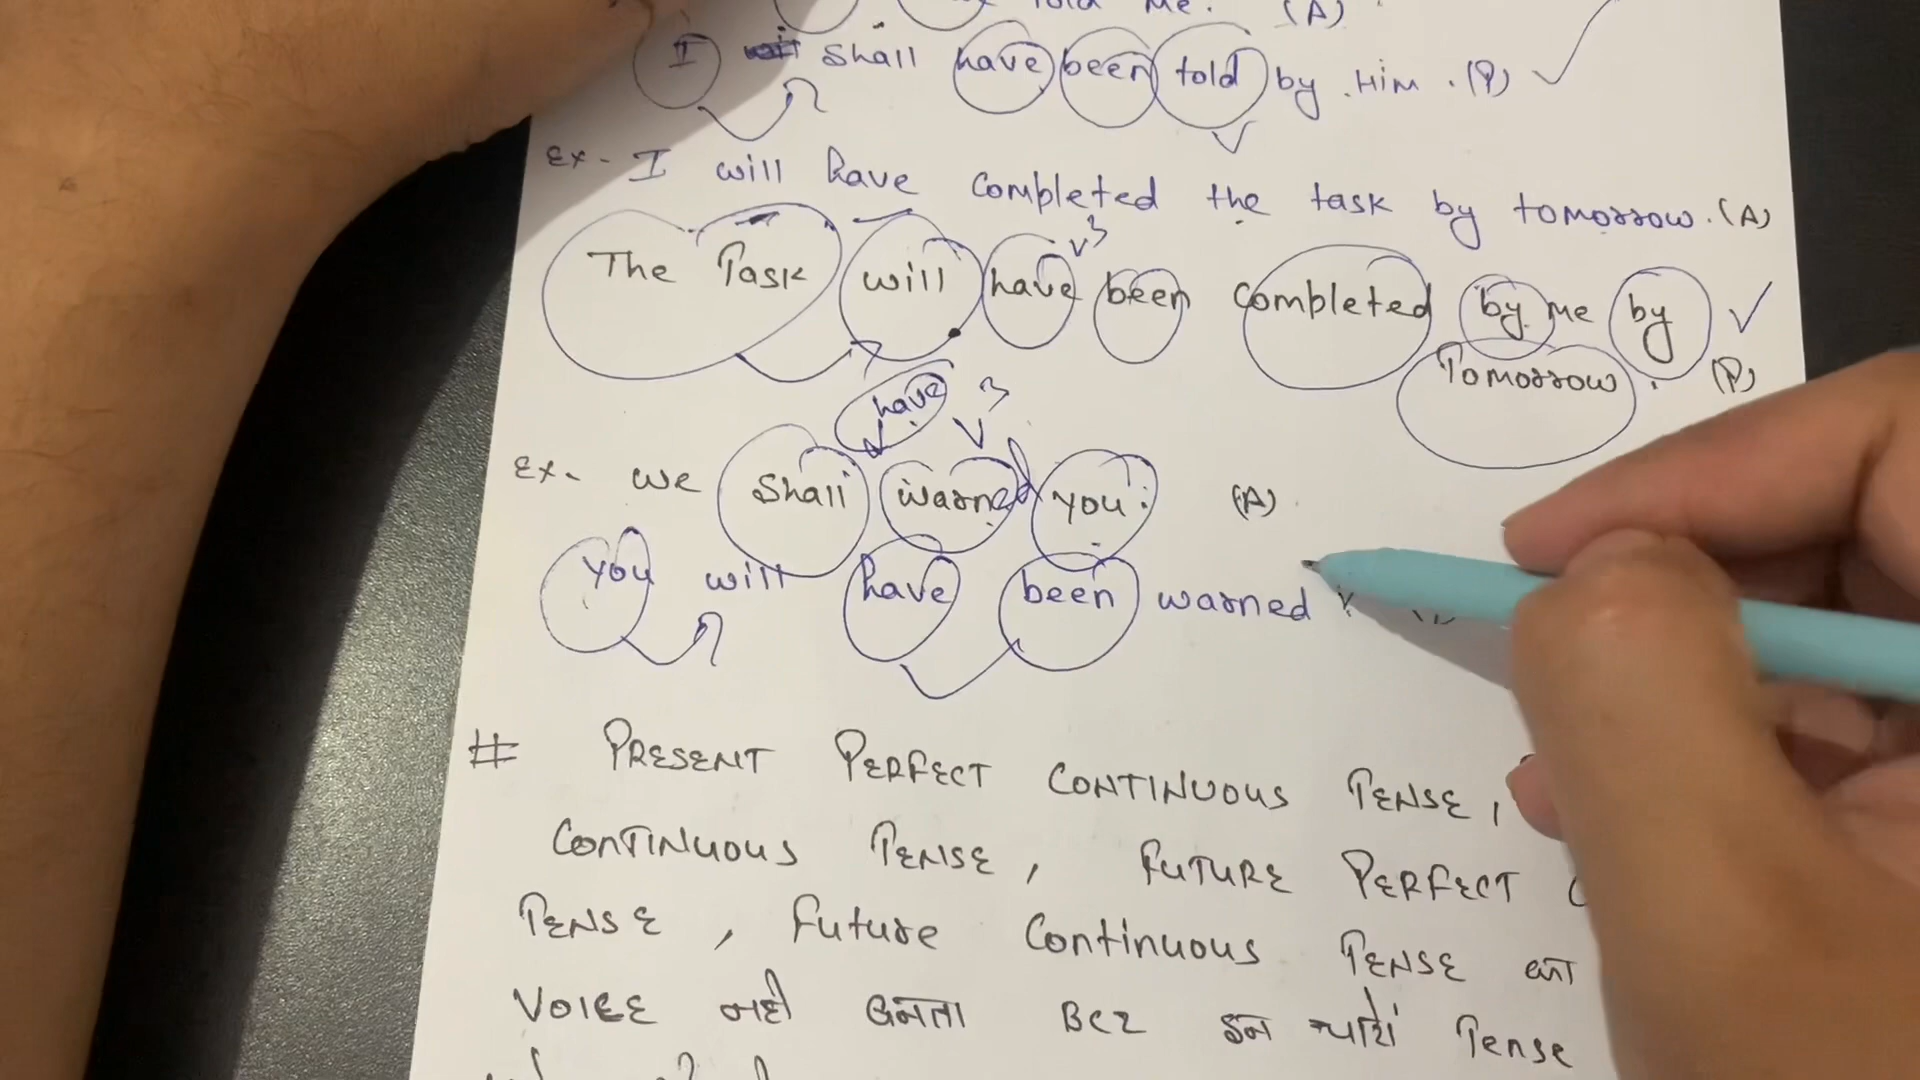 told Me. (A)
I shall have been told by Him. (P)
Ex- I will have completed the task by tomorrow. (A)
The Task will have been completed by Me by
Tomorrow. (P)
have
Ex- We Shall warned you. (A)
you will have been warned
# PRESENT PERFECT CONTINUOUS TENSE,
CONTINUOUS TENSE, FUTURE PERFECT
TENSE, Future Continuous TENSE का
VOICE नही बनता BCZ इन चारों Tense